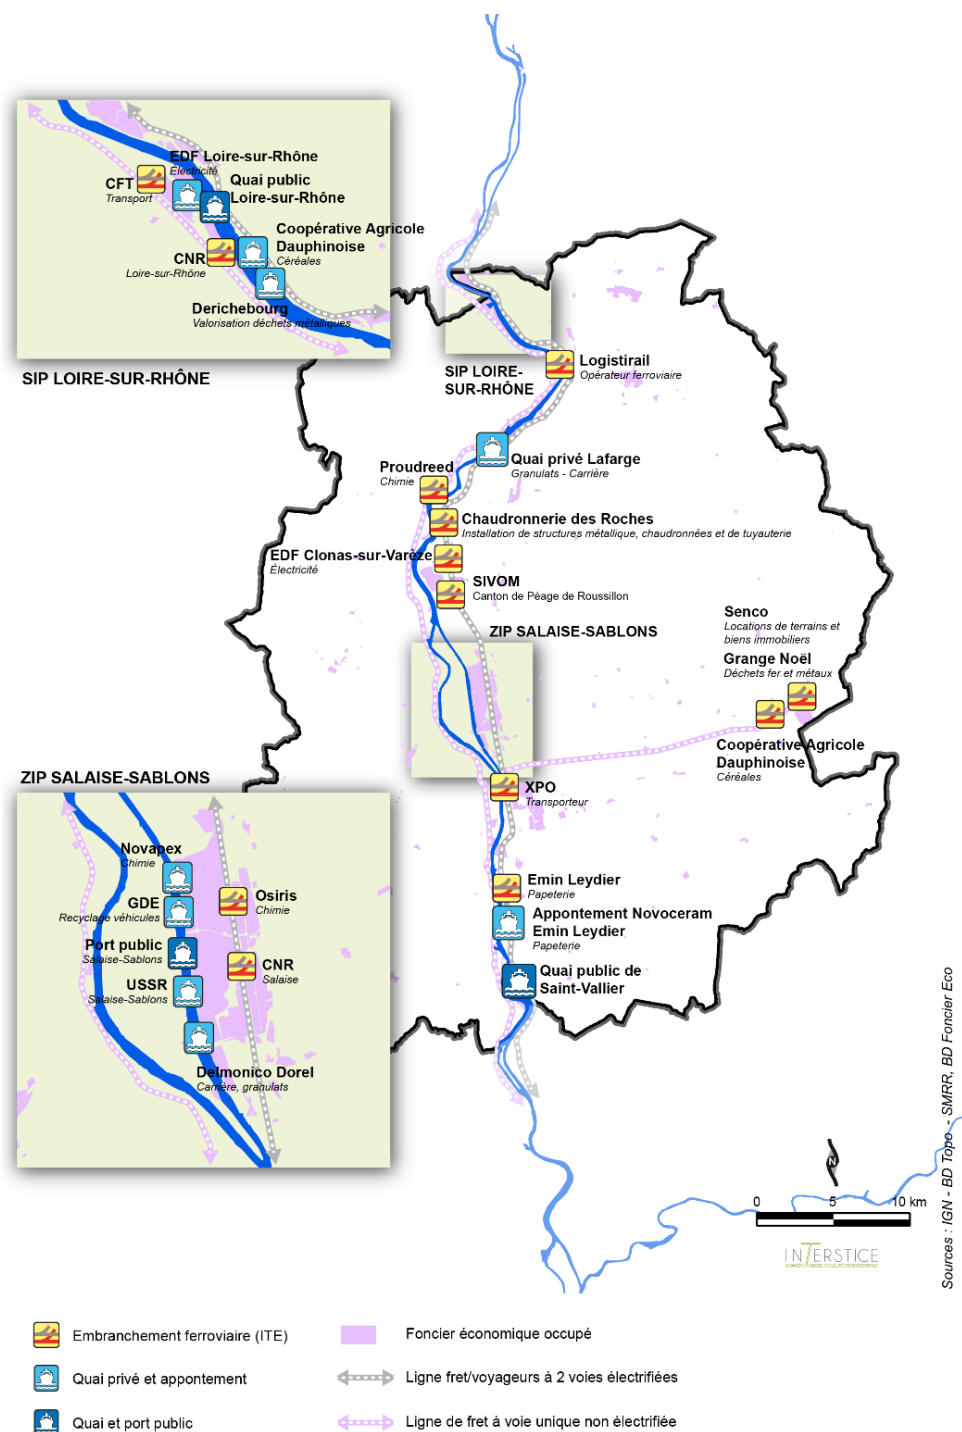 EDF Loire-sur-Rhône
Électricité
CFT
Transport
Quai public
Loire-sur-Rhône
Coopérative Agricole
Dauphinoise
Céréales
CNR
Loire-sur-Rhône
Derichebourg
Valorisation déchets métalliques
SIP LOIRE-SUR-RHÔNE
SIP LOIRE-
SUR-RHÔNE
Logistirail
Opérateur ferroviaire
Quai privé Lafarge
Granulats - Carrière
Proudreed
Chimie
Chaudronnerie des Roches
Installation de structures métallique, chaudronnées et de tuyauterie
EDF Clonas-sur-Varèze
Électricité
SIVOM
Canton de Péage de Roussillon
ZIP SALAISE-SABLONS
Senco
Locations de terrains et
biens immobiliers
Grange Noël
Déchets fer et métaux
Coopérative Agricole
Dauphinoise
Céréales
XPO
Transporteur
ZIP SALAISE-SABLONS
Novapex
Chimie
GDE
Recyclage véhicules
Port public
Salaise-Sablons
USSR
Salaise-Sablons
Osiris
Chimie
CNR
Salaise
Delmonico Dorel
Carrière, granulats
Emin Leydier
Papeterie
Appontement Novoceram
Emin Leydier
Papeterie
Quai public de
Saint-Vallier
N
0 5 10 km
INTERSTICE
Sources : IGN - BD Topo - SMRR, BD Foncier Eco
Embranchement ferroviaire (ITE)
Quai privé et appontement
Quai et port public
Foncier économique occupé
Ligne fret/voyageurs à 2 voies électrifiées
Ligne de fret à voie unique non électrifiée